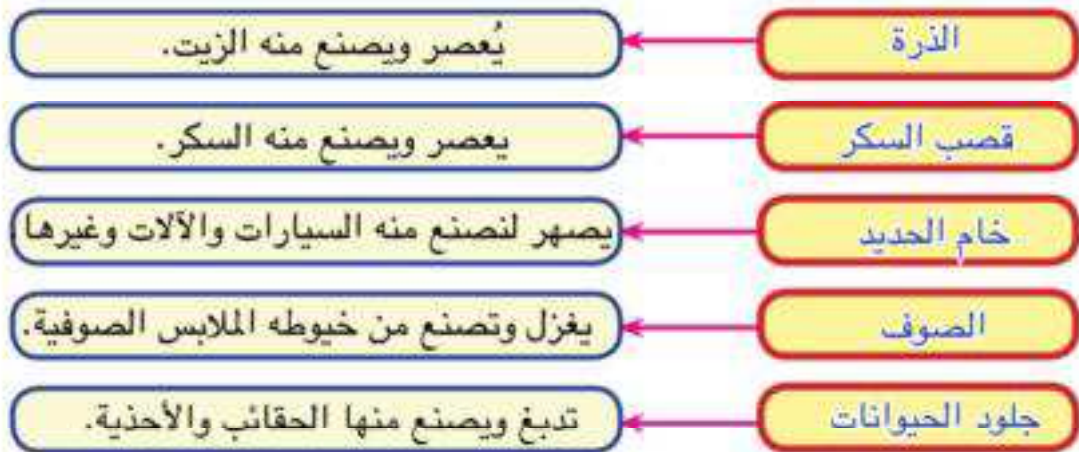 الذرة
يُعصر ويصنع منه الزيت.
قصب السكر
يعصر ويصنع منه السكر.
خام الحديد
يصهر لنصنع منه السيارات والآلات وغيرها
الصوف
يغزل وتصنع من خيوطه الملابس الصوفية.
جلود الحيوانات
تدبغ ويصنع منها الحقائب والأحذية.